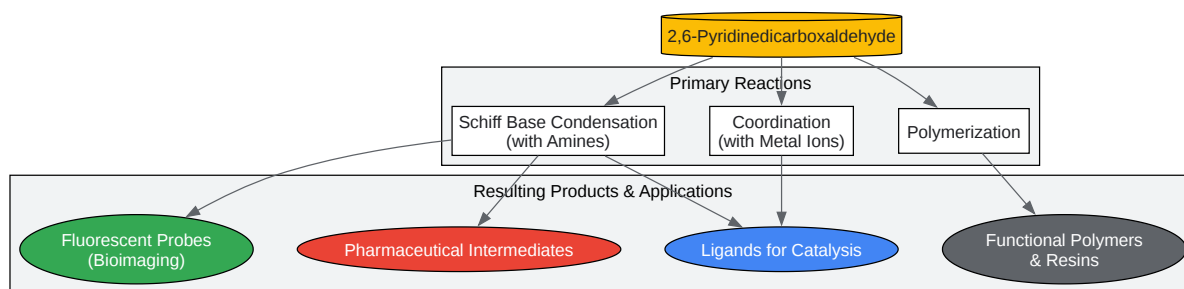 2,6-Pyridinedicarboxaldehyde
Primary Reactions
Schiff Base Condensation
(with Amines)
Coordination
(with Metal Ions)
Polymerization
Resulting Products & Applications
Fluorescent Probes
(Bioimaging)
Pharmaceutical Intermediates
Ligands for Catalysis
Functional Polymers
& Resins